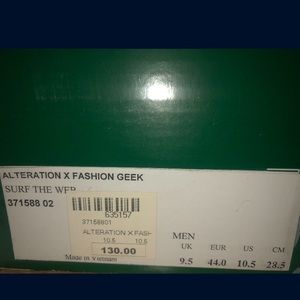 ALTERATION X FASHION GEEK
SURF THE WEB
371588 02
635157
37158801
ALTERATION X FASH
10.5 10.5
130.00
Made in Vietnam
MEN
UK EUR US CM
9.5 44.0 10.5 28.5